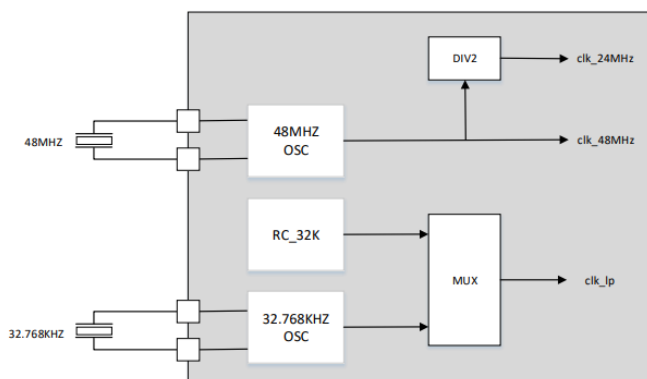 DIV2
clk_24MHz
48MHZ
48MHZ
OSC
clk_48MHz
RC_32K
MUX
clk_lp
32.768KHZ
32.768KHZ
OSC